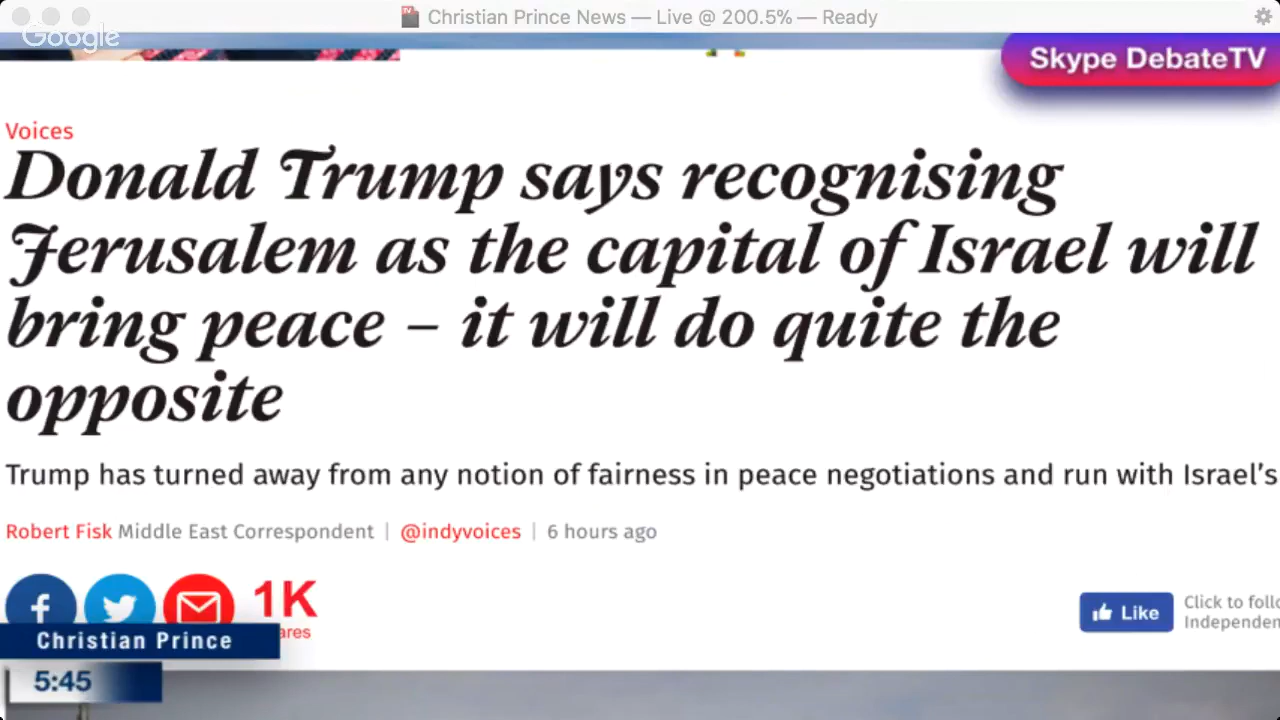 Christian Prince News — Live @ 200.5% — Ready
Google
Skype DebateTV
Voices
Donald Trump says recognising
Jerusalem as the capital of Israel will
bring peace – it will do quite the
opposite
Trump has turned away from any notion of fairness in peace negotiations and run with Israel’s
Robert Fisk Middle East Correspondent | @indyvoices | 6 hours ago
1K
ares
Like
Click to follo
Independen
Christian Prince
5:45